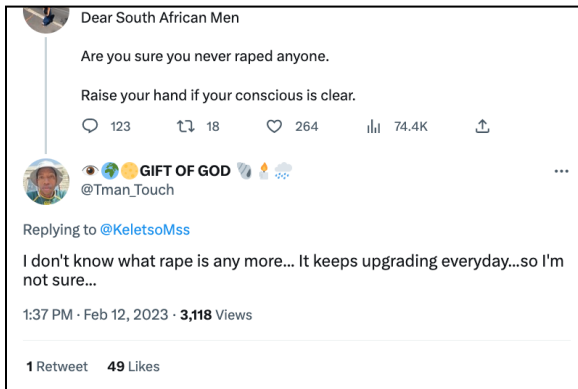 Dear South African Men
Are you sure you never raped anyone.
Raise your hand if your conscious is clear.
123 18 264 74.4K
GIFT OF GOD
@Tman_Touch
Replying to @KeletsoMss
I don't know what rape is any more... It keeps upgrading everyday...so I'm
not sure...
1:37 PM · Feb 12, 2023 · 3,118 Views
1 Retweet 49 Likes